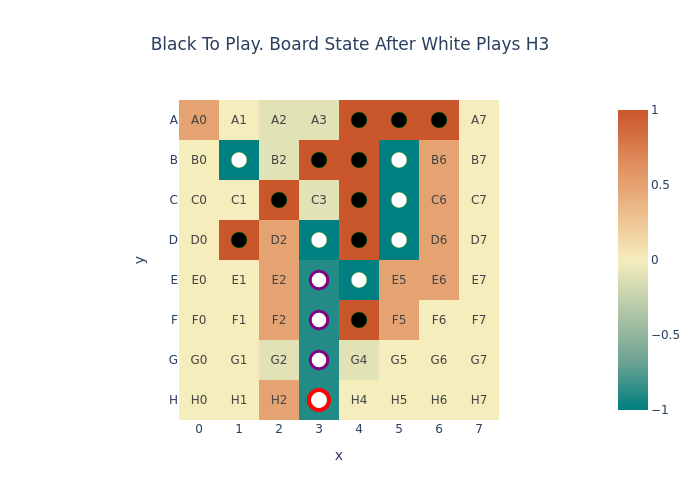 Black To Play. Board State After White Plays H3
A A0 A1 A2 A3 A7
B B0 B2 B6 B7
C C0 C1 C3 C6 C7
D D0 D2 D6 D7
E E0 E1 E2 E5 E6 E7
F F0 F1 F2 F5 F6 F7
G G0 G1 G2 G4 G5 G6 G7
H H0 H1 H2 H4 H5 H6 H7
0 1 2 3 4 5 6 7
x
y
1
0.5
0
−0.5
−1